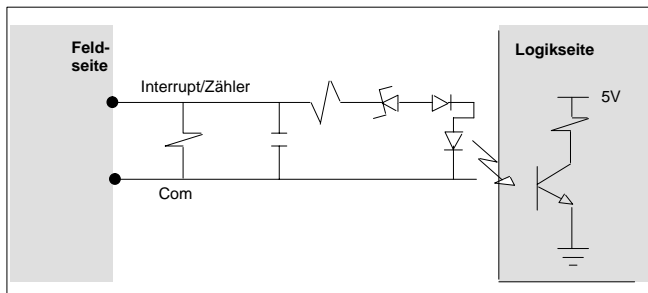 Feld-
seite
Logikseite
Interrupt/Zähler
5V
Com